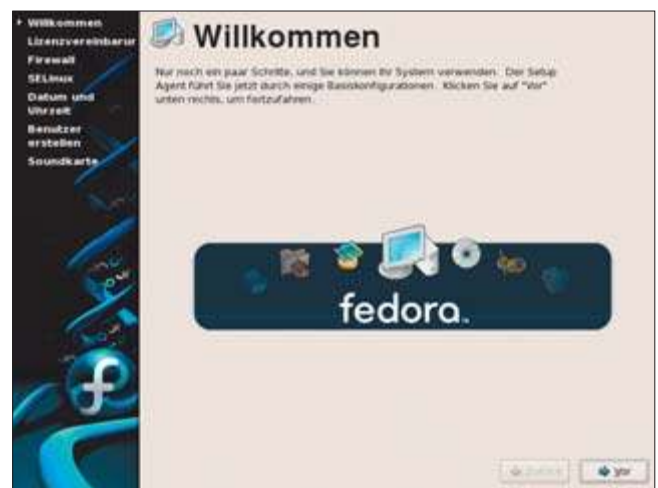 Willkommen
Lizenzvereinbarur
Firewall
SELinux
Datum und
Uhrzeit
Benutzer
erstellen
Soundkarte
Willkommen
Nur noch ein paar Schritte, und Sie können Ihr System verwenden. Der Setup
Agent führt Sie jetzt durch einige Basiskonfigurationen. Klicken Sie auf "Vor"
unten rechts, um fortzufahren.
fedora
Zurück
Vor